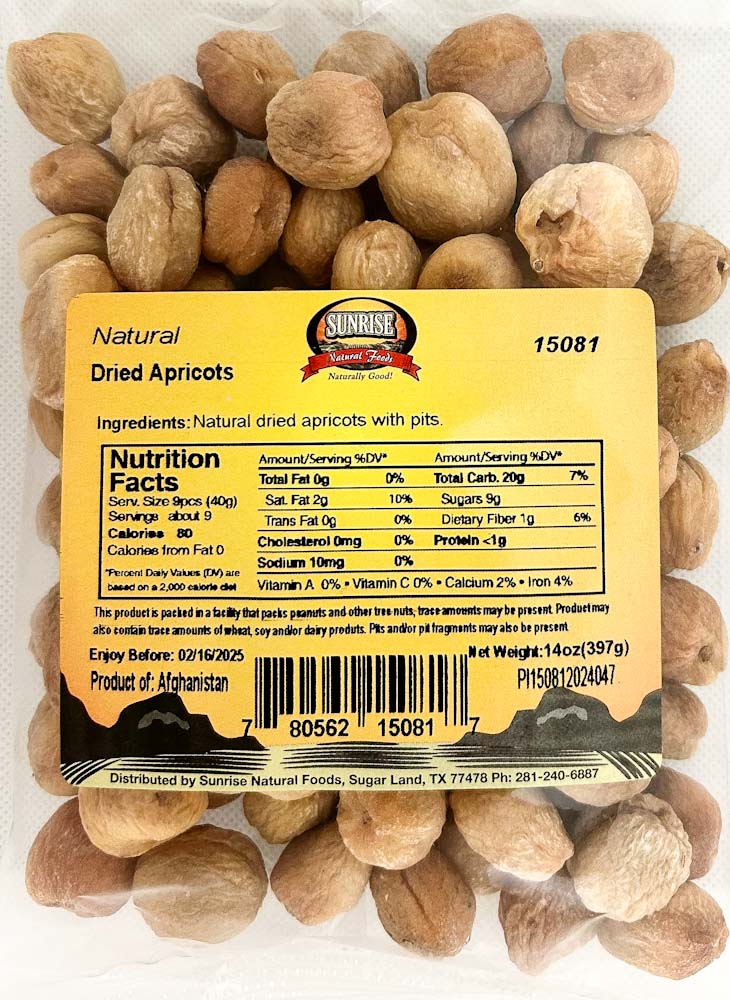 Natural
SUNRISE
Natural Foods
Naturally Good!
15081
Dried Apricots
Ingredients: Natural dried apricots with pits.
Nutrition
Facts
Serv. Size 9pcs (40g)
Servings about 9
Calories 80
Calories from Fat 0
*Percent Daily Values (DV) are
based on a 2,000 calorie diet
Amount/Serving %DV*
Total Fat 0g 0%
Sat. Fat 2g 10%
Trans Fat 0g 0%
Cholesterol 0mg 0%
Sodium 10mg 0%
Amount/Serving %DV*
Total Carb. 20g 7%
Sugars 9g
Dietary Fiber 1g 6%
Protein <1g
Vitamin A 0% • Vitamin C 0% • Calcium 2% • Iron 4%
This product is packed in a facility that packs peanuts and other tree nuts, trace amounts may be present. Product may
also contain trace amounts of wheat, soy and/or dairy produts. Pits and/or pit fragments may also be present
Enjoy Before: 02/16/2025
Product of: Afghanistan
Net Weight:14oz(397g)
PI150812024047
7 80562 15081 7
Distributed by Sunrise Natural Foods, Sugar Land, TX 77478 Ph: 281-240-6887